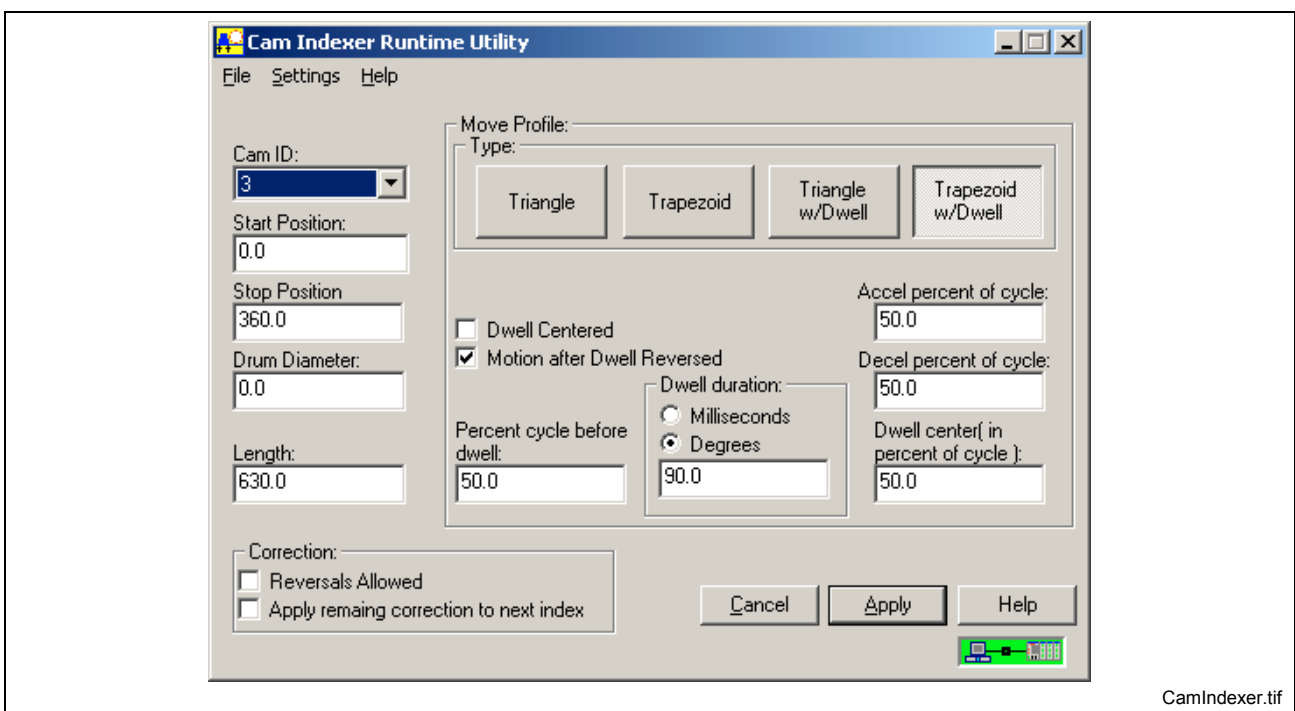 Cam Indexer Runtime Utility
File Settings Help
Move Profile:
Type:
Cam ID:
3
Triangle
Trapezoid
Triangle
w/Dwell
Trapezoid
w/Dwell
Start Position:
0.0
Stop Position
360.0
Accel percent of cycle:
50.0
Dwell Centered
Motion after Dwell Reversed
Drum Diameter:
0.0
Decel percent of cycle:
50.0
Dwell duration:
Milliseconds
Degrees
90.0
Percent cycle before
dwell:
50.0
Dwell center( in
percent of cycle ):
50.0
Length:
630.0
Correction:
Reversals Allowed
Apply remaing correction to next index
Cancel
Apply
Help
CamIndexer.tif